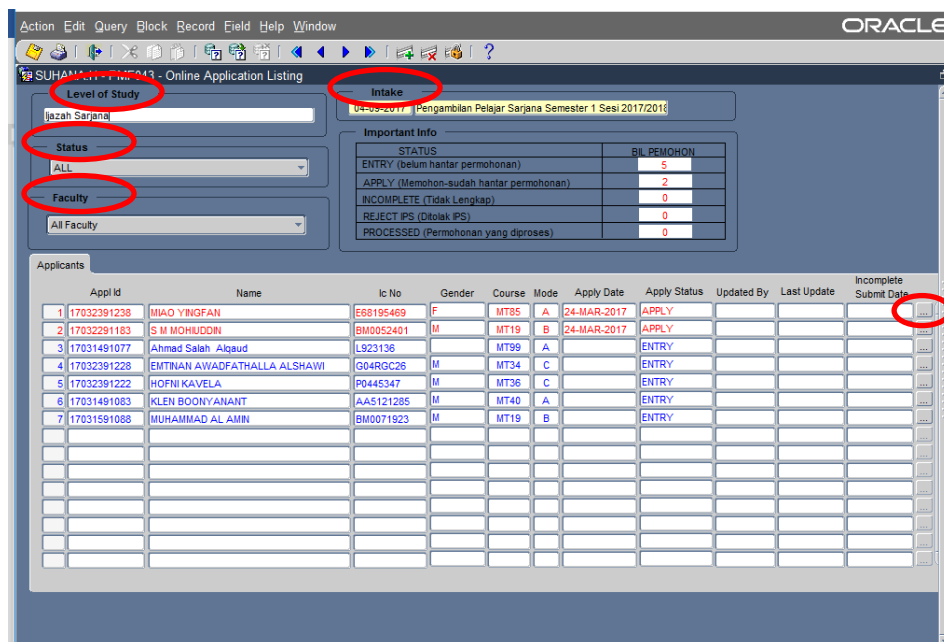 Action Edit Query Block Record Field Help Window
ORACLE
SUHANA - 043 - Online Application Listing
Level of Study
Ijazah Sarjana
Intake
04-09-2017 Pengambilan Pelajar Sarjana Semester 1 Sesi 2017/2018
Status
ALL
Faculty
All Faculty
Important Info
STATUS BIL PEMOHON
ENTRY (belum hantar permohonan) 5
APPLY (Memohon-sudah hantar permohonan) 2
INCOMPLETE (Tidak Lengkap) 0
REJECT IPS (Ditolak IPS) 0
PROCESSED (Permohonan yang diproses) 0
Applicants
Appl Id Name Ic No Gender Course Mode Apply Date Apply Status Updated By Last Update Incomplete Submit Date
1 17032391238 MIAO YINGFAN E68195469 F MT85 A 24-MAR-2017 APPLY ...
2 17032291183 S M MOHIUDDIN BM0052401 M MT19 B 24-MAR-2017 APPLY ...
3 17031491077 Ahmad Salah Alqaud L923136 MT99 A ENTRY ...
4 17032391228 EMTINAN AWADFATHALLA ALSHAWI G04RGC26 M MT34 C ENTRY ...
5 17032391222 HOFNI KAVELA P0445347 M MT36 C ENTRY ...
6 17031491083 KLEN BOONYANANT AA5121285 M MT40 A ENTRY ...
7 17031591088 MUHAMMAD AL AMIN BM0071923 M MT19 B ENTRY ...